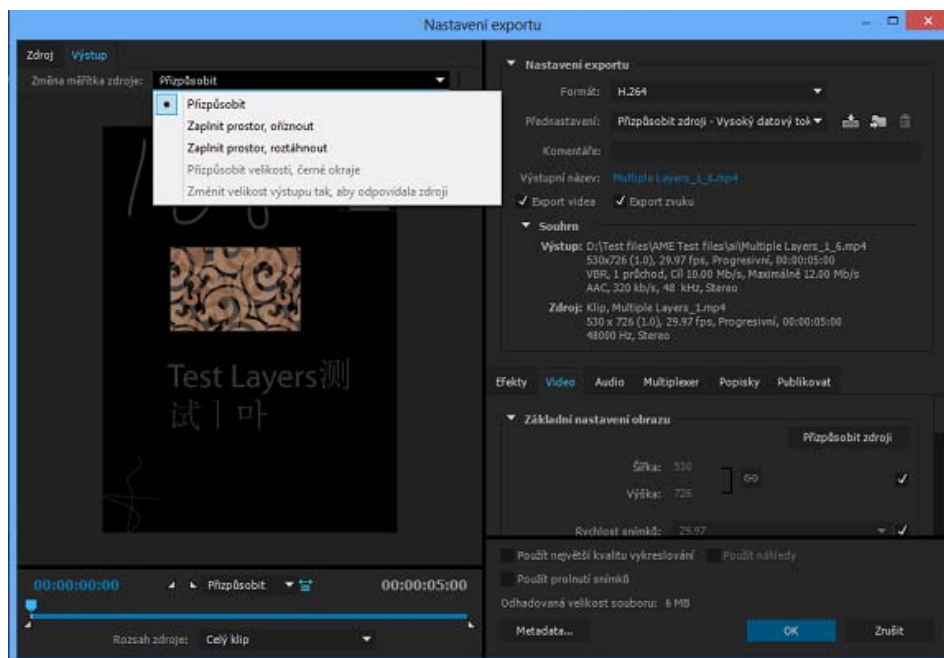 Nastavení exportu
Zdroj Výstup
Změna měřítka zdroje: Přizpůsobit
Přizpůsobit
Zaplnit prostor, oříznout
Zaplnit prostor, roztáhnout
Přizpůsobit velikosti, černé okraje
Změnit velikost výstupu tak, aby odpovídala zdroji
Test Layers测
试丨마
00:00:00:00 Přizpůsobit 00:00:05:00
Rozsah zdroje: Celý klip
Nastavení exportu
Formát: H.264
Přednastavení: Přizpůsobit zdroji - Vysoký datový tok
Komentáře:
Výstupní název: Multiple Layers_1_6.mp4
Export videa Export zvuku
Souhrn
Výstup: D:\Test files\AME Test files\ai\Multiple Layers_1_6.mp4
530x726 (1.0), 29.97 fps, Progresivní, 00:00:05:00
VBR, 1 průchod, Cíl 10.00 Mb/s, Maximálně 12.00 Mb/s
AAC, 320 kb/s, 48 kHz, Stereo
Zdroj: Klip, Multiple Layers_1.mp4
530 x 726 (1.0), 29.97 fps, Progresivní, 00:00:05:00
48000 Hz, Stereo
Efekty Video Audio Multiplexer Popisky Publikovat
Základní nastavení obrazu
Přizpůsobit zdroji
Šířka: 530
Výška: 726
Rychlost snímků: 29.97
Použít největší kvalitu vykreslování Použít náhledy
Použít prolnutí snímků
Odhadovaná velikost souboru: 6 MB
Metadata... OK Zrušit